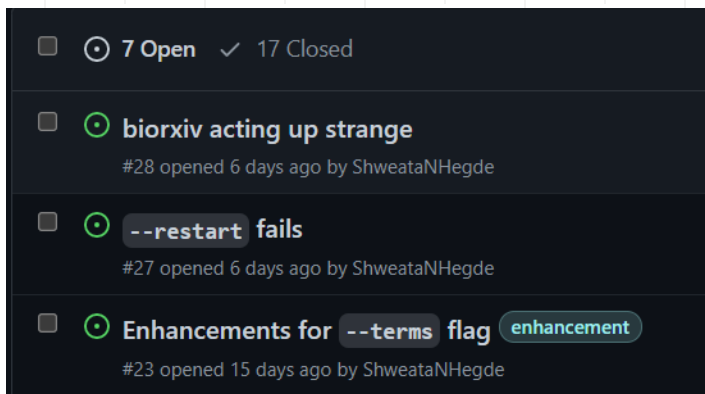 7 Open 17 Closed
biorxiv acting up strange
#28 opened 6 days ago by ShweataNHegde
--restart fails
#27 opened 6 days ago by ShweataNHegde
Enhancements for --terms flag enhancement
#23 opened 15 days ago by ShweataNHegde